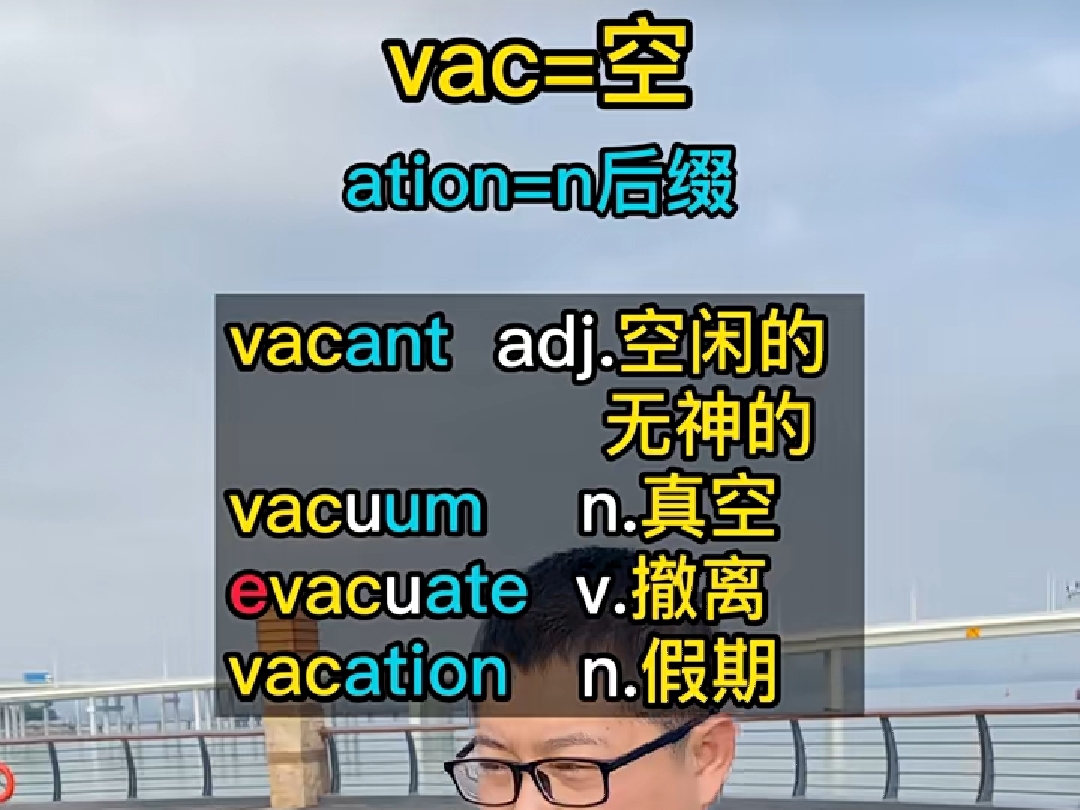 vac=空
ation=n后缀
vacant adj.空闲的
无神的
vacuum n.真空
evacuate v.撤离
vacation n.假期